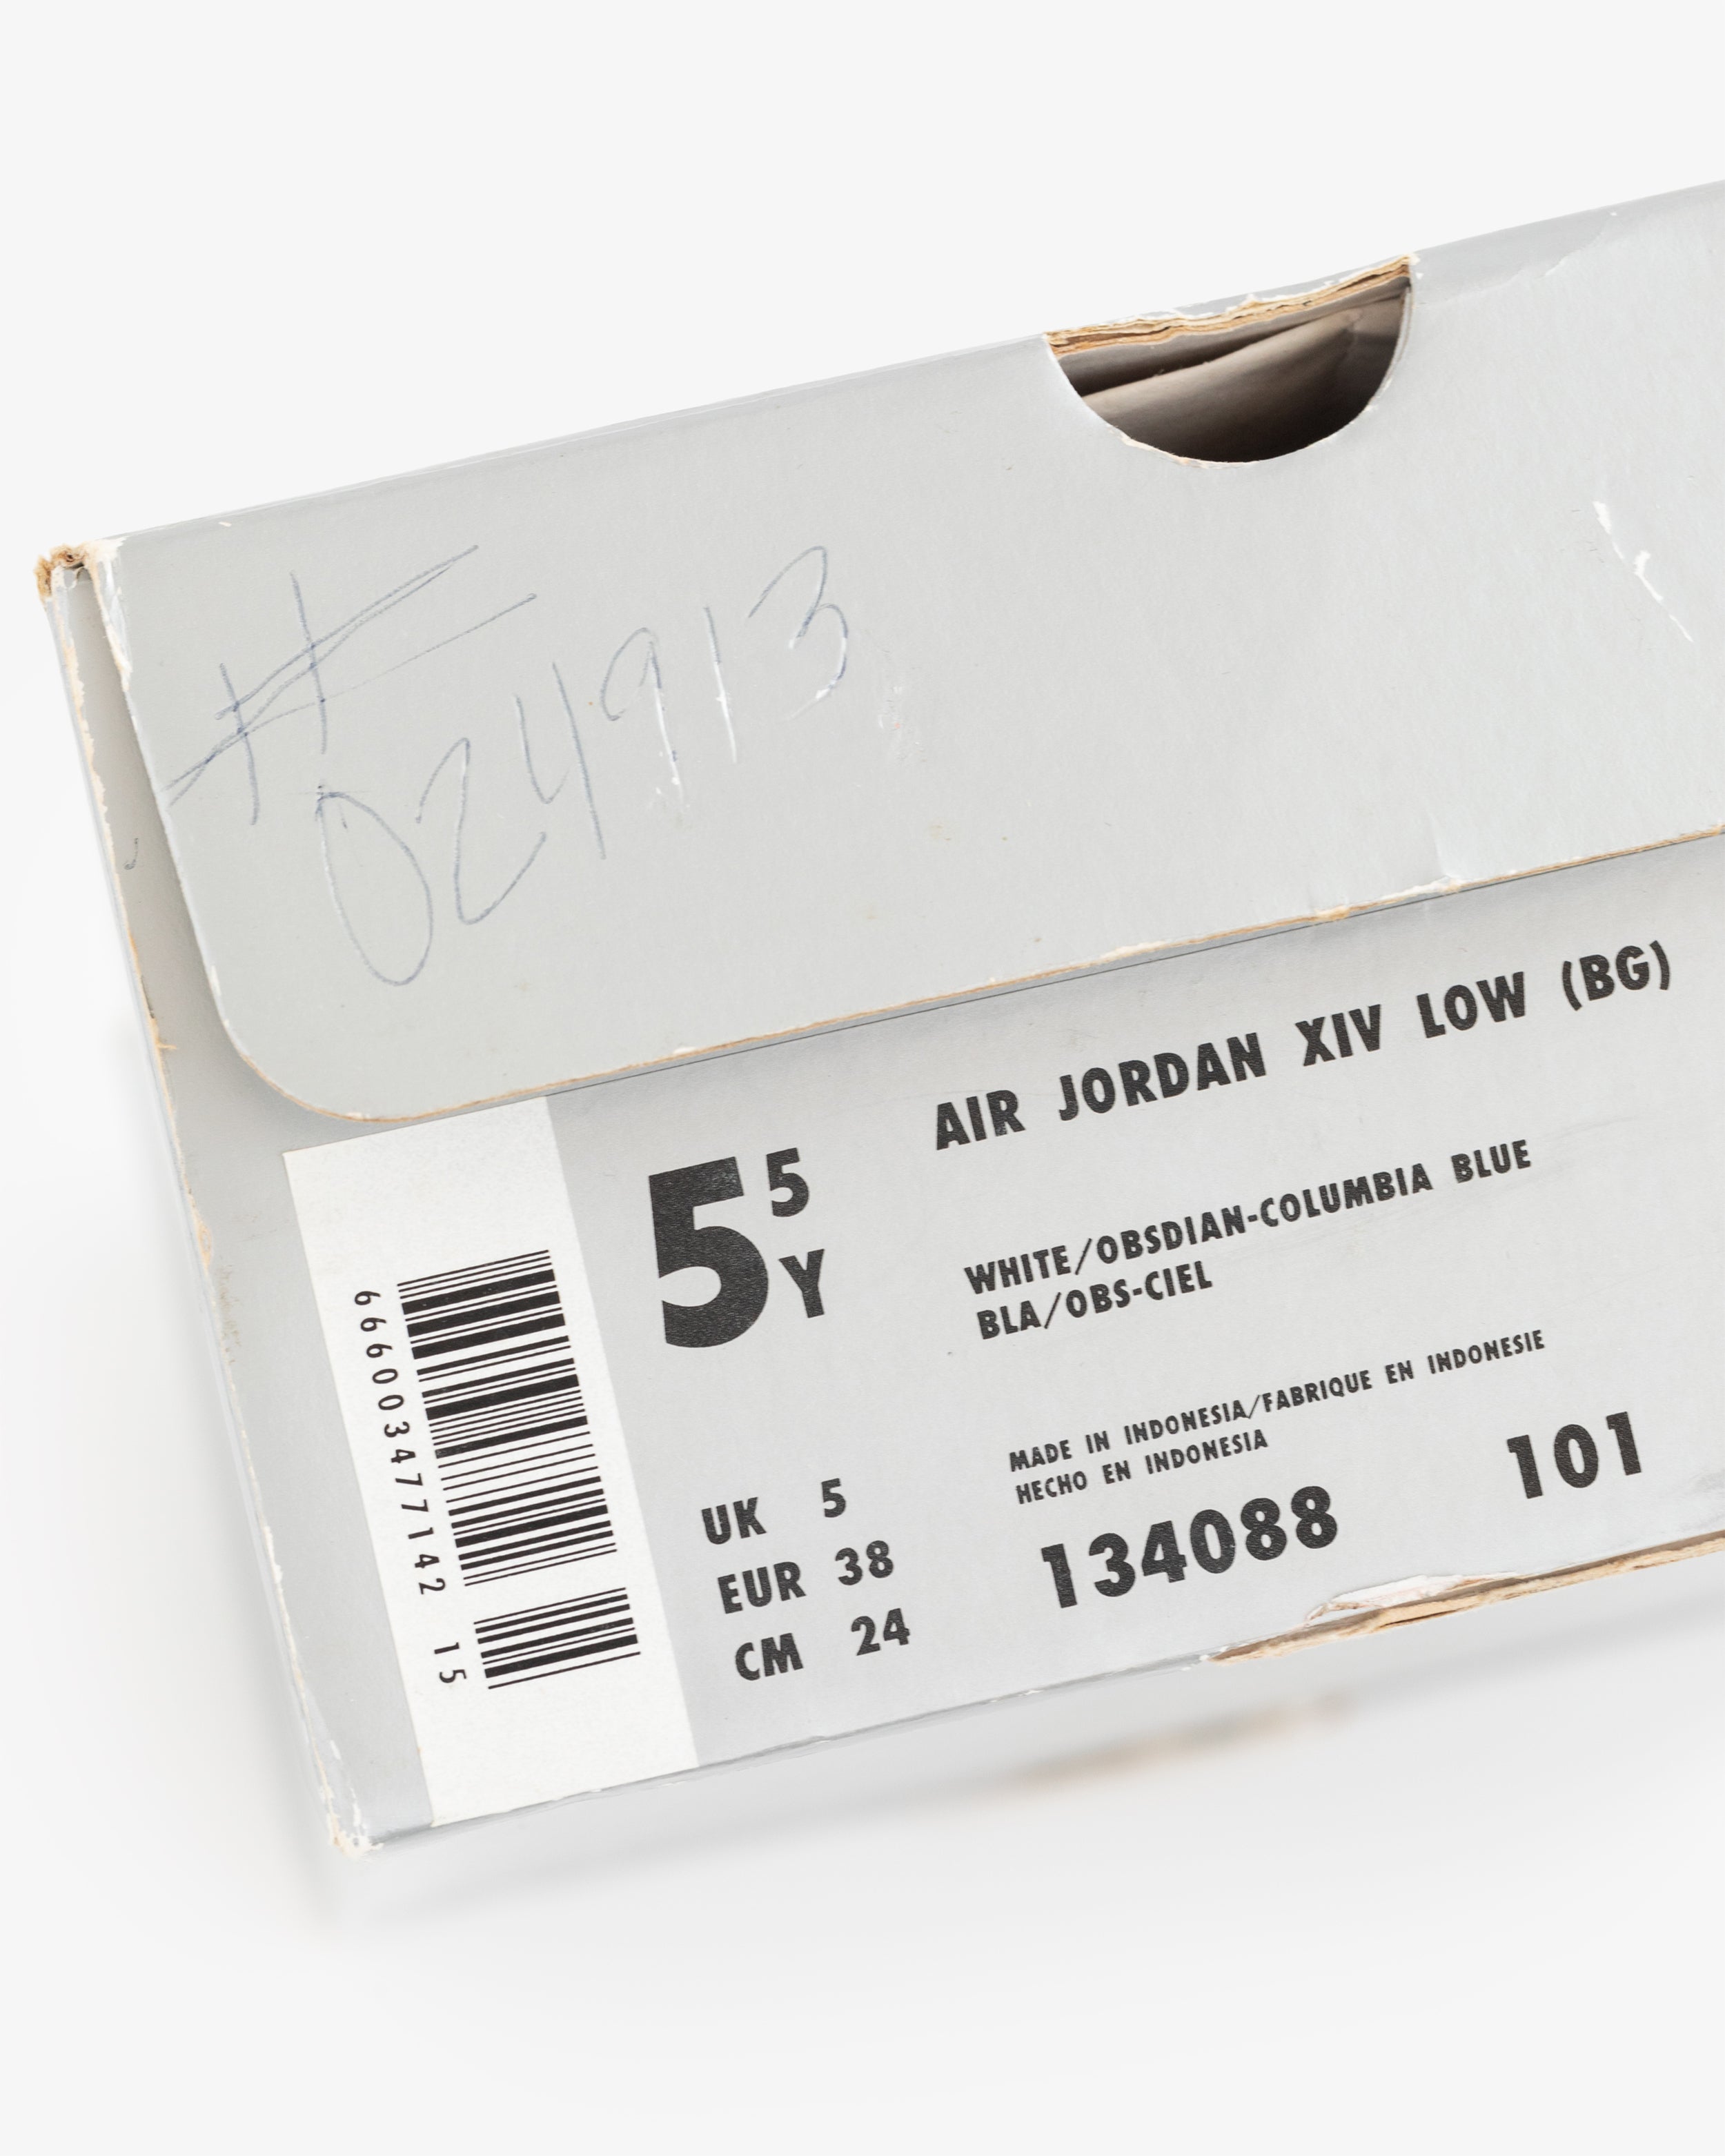 #
024913
AIR JORDAN XIV LOW (BG)
5 5 Y
WHITE/OBSDIAN-COLUMBIA BLUE
BLA/OBS-CIEL
MADE IN INDONESIA/FABRIQUE EN INDONESIE
HECHO EN INDONESIA
UK 5
EUR 38
CM 24
134088 101
666003477142 15